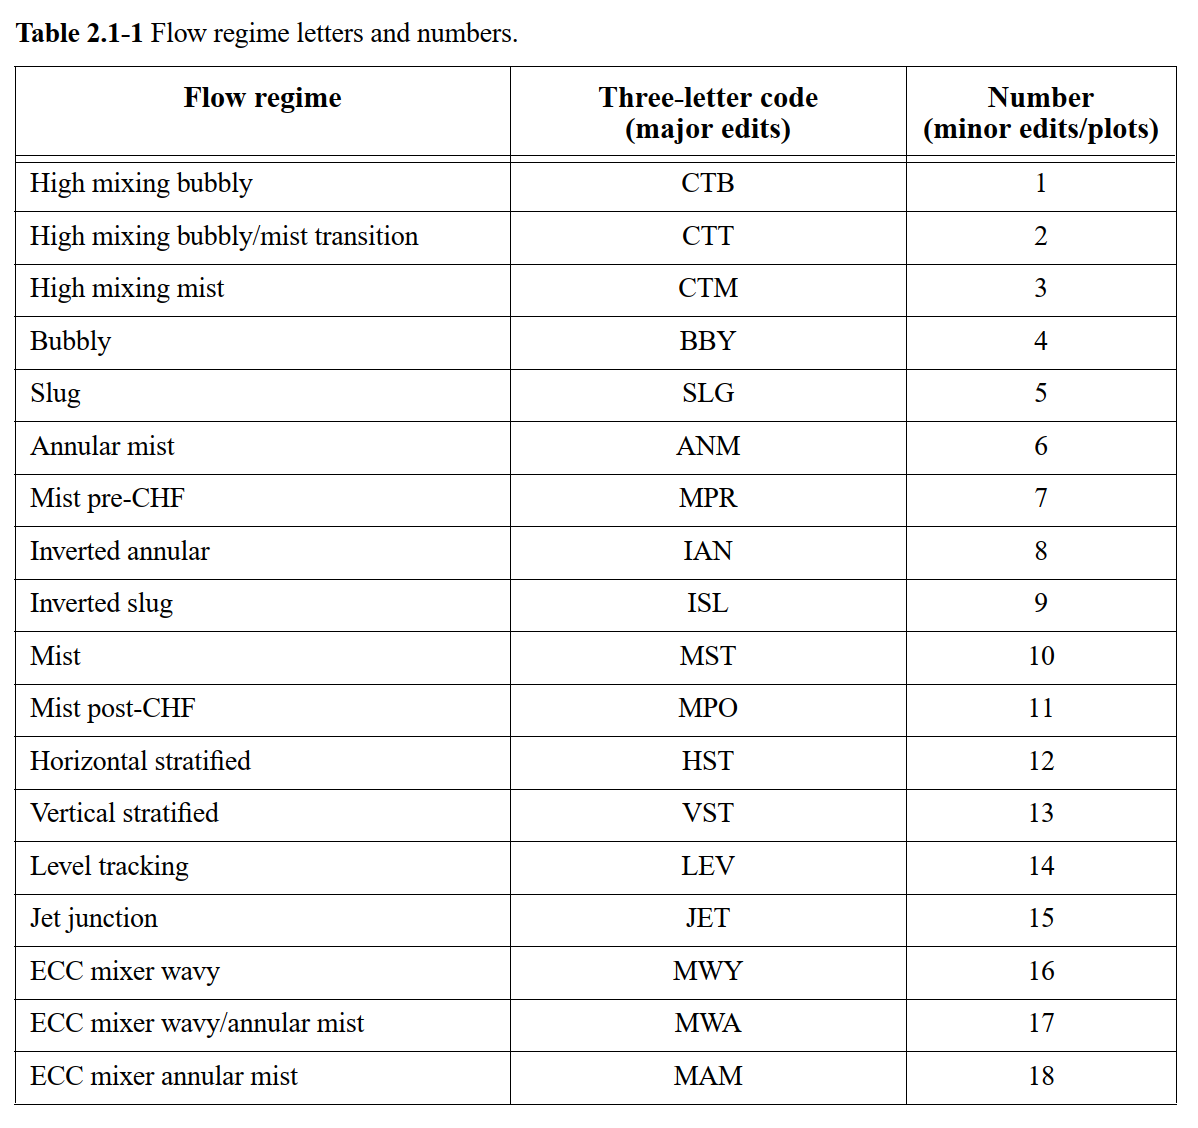 Table 2.1-1 Flow regime letters and numbers.
Flow regime Three-letter code (major edits) Number (minor edits/plots)
High mixing bubbly CTB 1
High mixing bubbly/mist transition CTT 2
High mixing mist CTM 3
Bubbly BBY 4
Slug SLG 5
Annular mist ANM 6
Mist pre-CHF MPR 7
Inverted annular IAN 8
Inverted slug ISL 9
Mist MST 10
Mist post-CHF MPO 11
Horizontal stratified HST 12
Vertical stratified VST 13
Level tracking LEV 14
Jet junction JET 15
ECC mixer wavy MWY 16
ECC mixer wavy/annular mist MWA 17
ECC mixer annular mist MAM 18